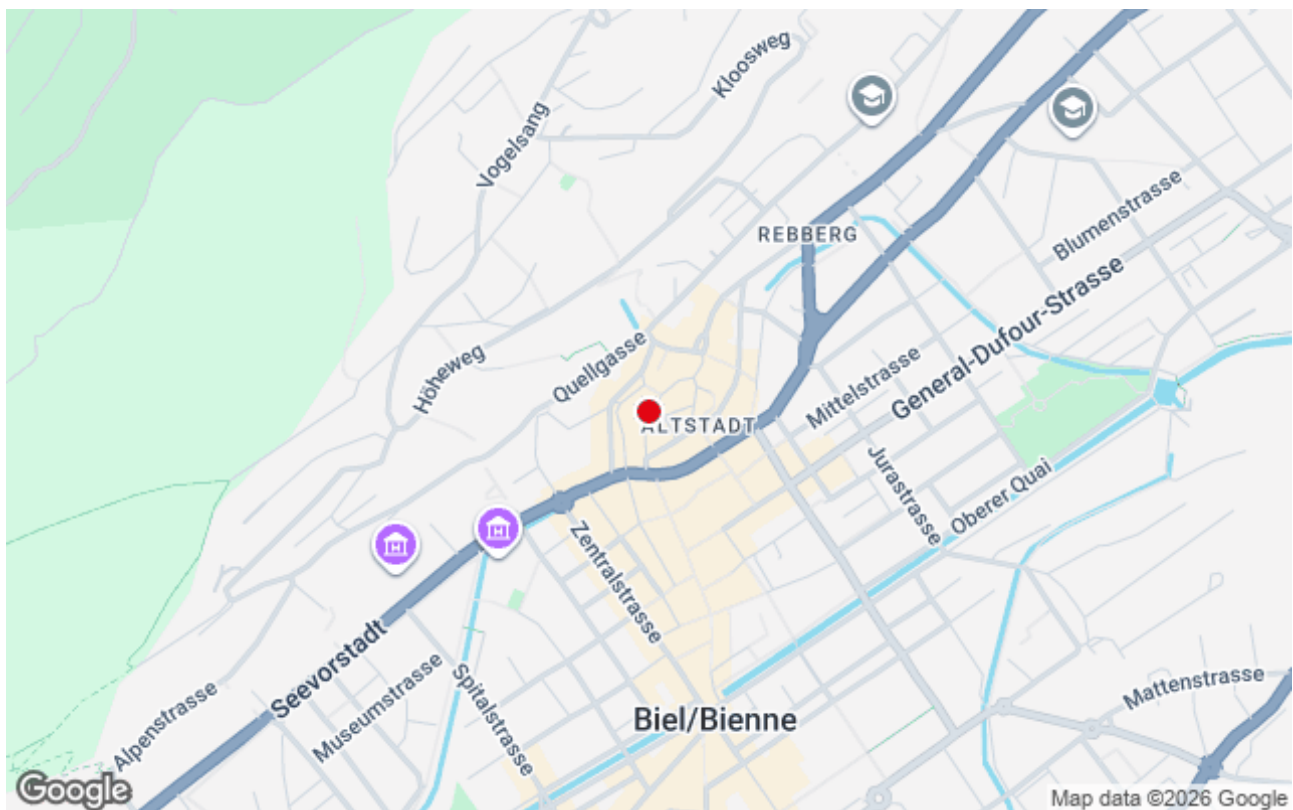 Kloosweg
Vogelsang
REBBERG
Blumenstrasse
General-Dufour-Strasse
Höheweg
Quellgasse
Mittelstrasse
ALTSTADT
Jurastrasse
Oberer Quai
Zentralstrasse
Seevorstadt
Alpenstrasse
Museumstrasse
Spitalstrasse
Mattenstrasse
Biel/Bienne
Google
Map data ©2026 Google